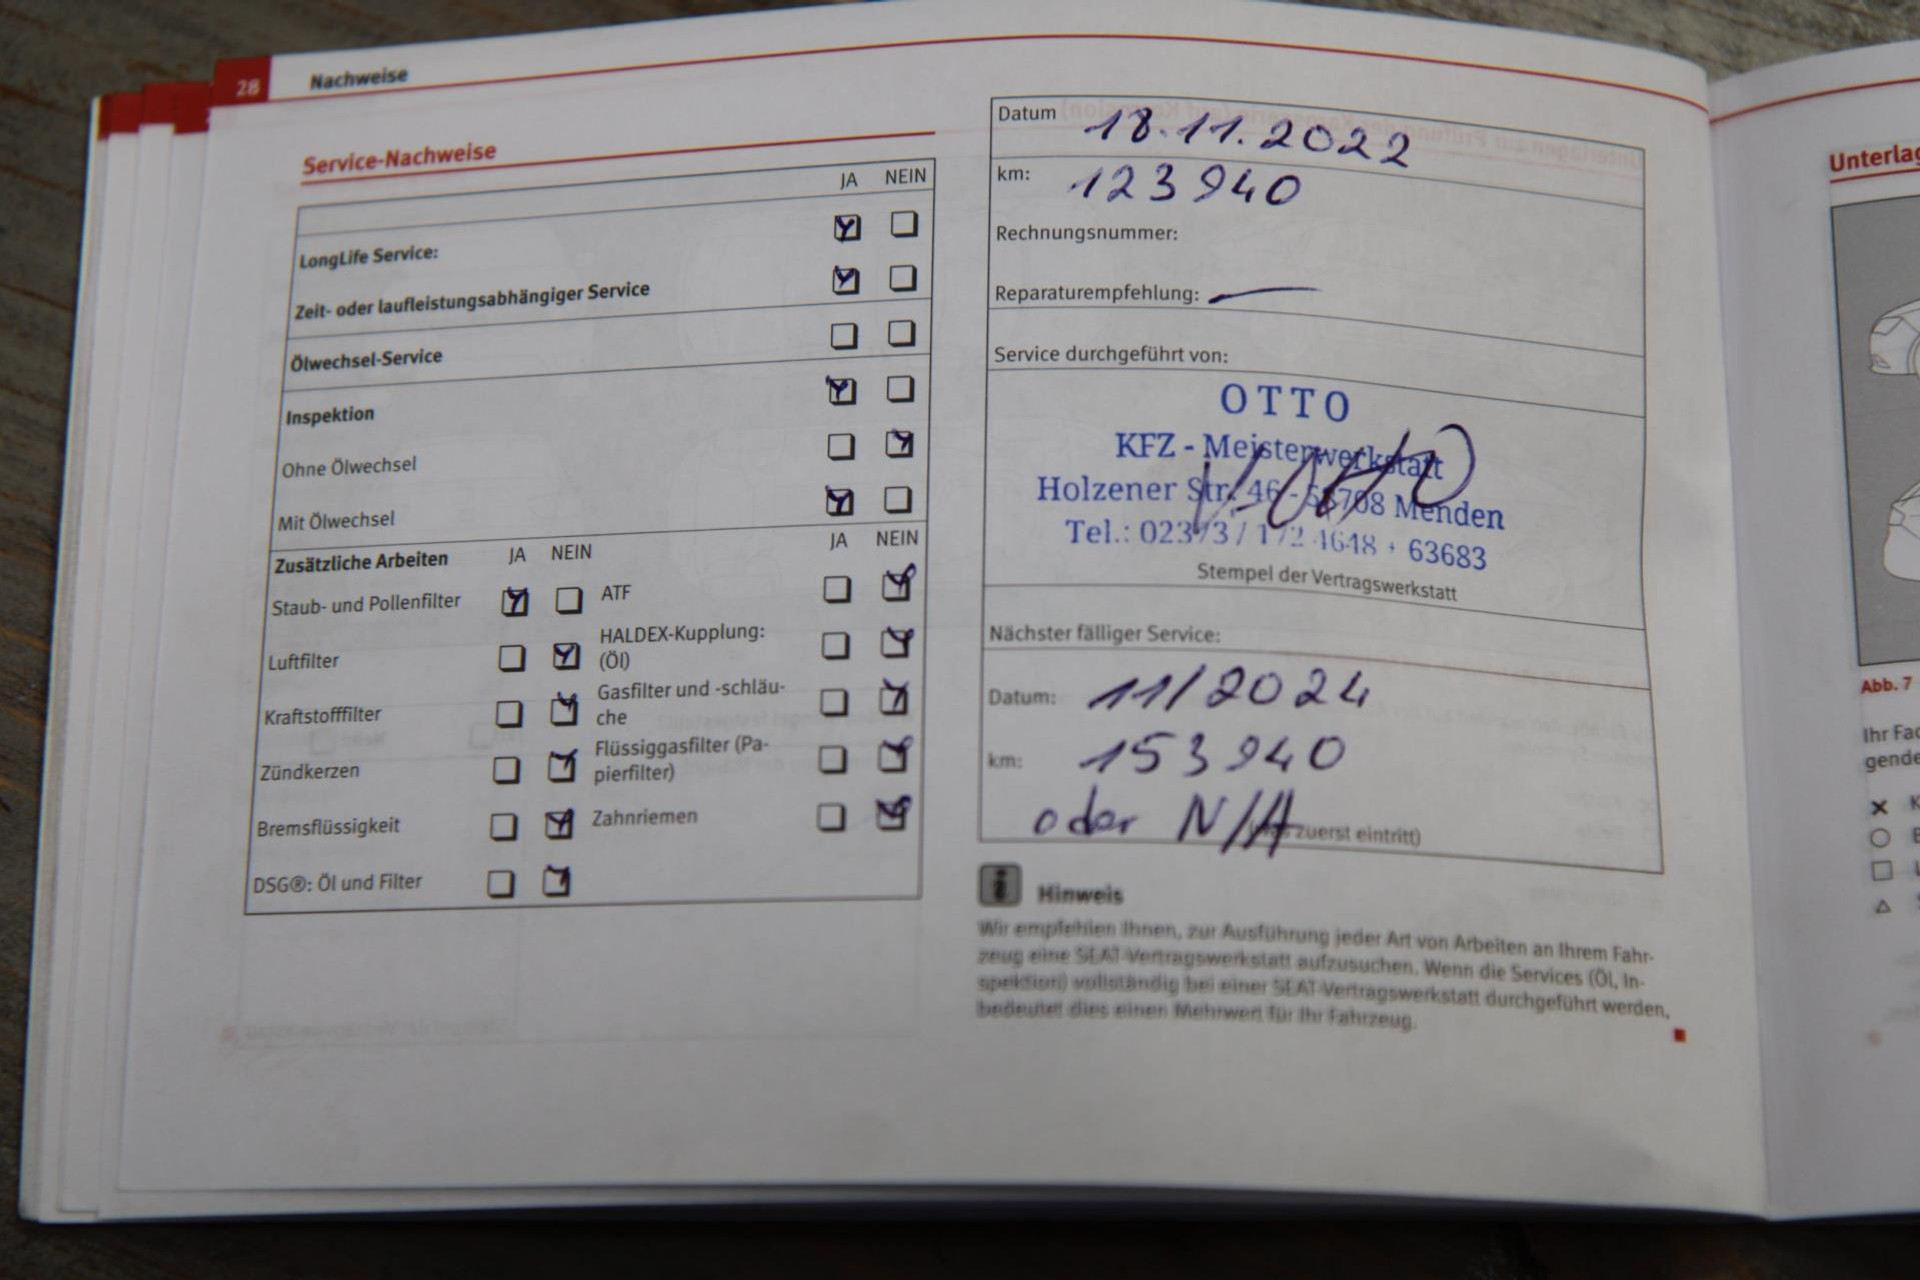 28 Nachweise
Service-Nachweise
JA NEIN
LongLife Service:
Zeit- oder laufleistungsabhängiger Service
Ölwechsel-Service
Inspektion
Ohne Ölwechsel
Mit Ölwechsel
Zusätzliche Arbeiten JA NEIN JA NEIN
Staub- und Pollenfilter ATF
Luftfilter HALDEX-Kupplung:
(Öl)
Kraftstofffilter Gasfilter und -schläu-
che
Zündkerzen Flüssiggasfilter (Pa-
pierfilter)
Bremsflüssigkeit Zahnriemen
DSG®: Öl und Filter
Datum 18.11.2022
km: 123940
Rechnungsnummer:
Reparaturempfehlung: —
Service durchgeführt von:
OTTO
KFZ - Meisterwerkstatt
Holzener Str. 46 - 58708 Menden
Tel.: 02373 / 172 4648 + 63683
Stempel der Vertragswerkstatt
Nächster fälliger Service:
Datum: 11/2024
km: 153940
oder N/A zuerst eintritt)
Hinweis
Wir empfehlen Ihnen, zur Ausführung jeder Art von Arbeiten an Ihrem Fahr-
zeug eine SEAT-Vertragswerkstatt aufzusuchen. Wenn die Services (Öl, In-
spektion) vollständig bei einer SEAT-Vertragswerkstatt durchgeführt werden,
bedeutet dies einen Mehrwert für Ihr Fahrzeug.
Abb. 7